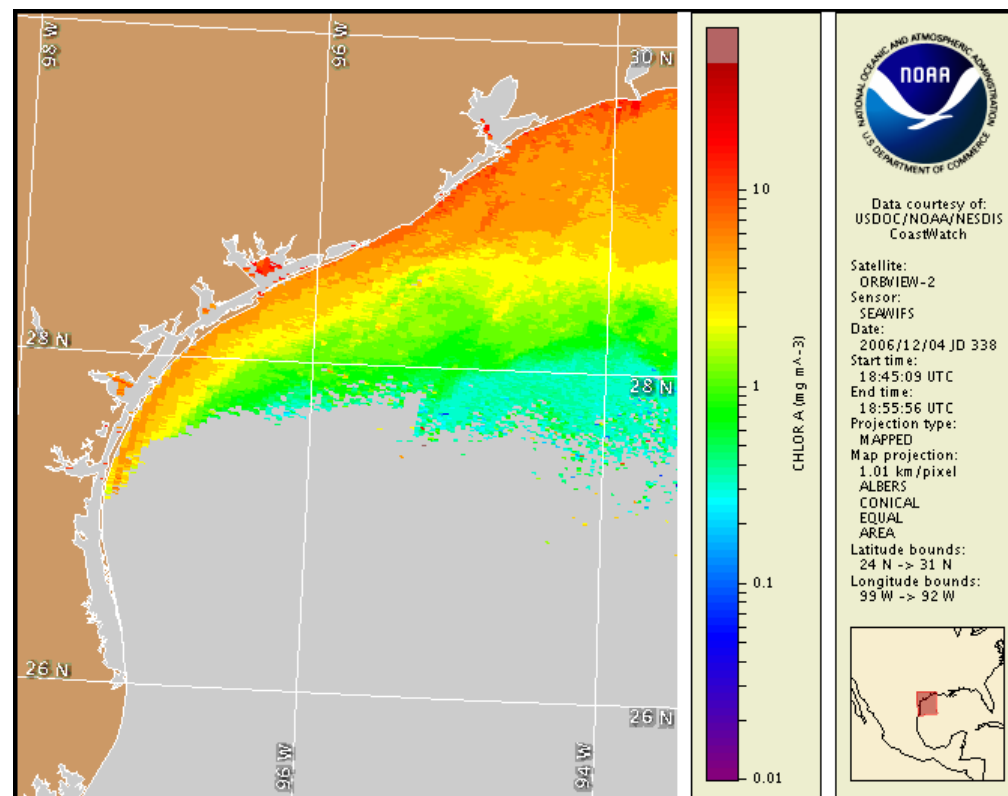 98 W
96 W
30 N
28 N
28 N
26 N
26 N
96 W
94 W
10
1
0.1
0.01
CHLOR A (mg m^-3)
NATIONAL OCEANIC AND ATMOSPHERIC ADMINISTRATION
NOAA
U.S. DEPARTMENT OF COMMERCE
Data courtesy of:
USDOC/NOAA/NESDIS
CoastWatch
Satellite:
ORBVIEW-2
Sensor:
SEAWIFS
Date:
2006/12/04 JD 338
Start time:
18:45:09 UTC
End time:
18:55:56 UTC
Projection type:
MAPPED
Map projection:
1.01 km/pixel
ALBERS
CONICAL
EQUAL
AREA
Latitude bounds:
24 N -> 31 N
Longitude bounds:
99 W -> 92 W